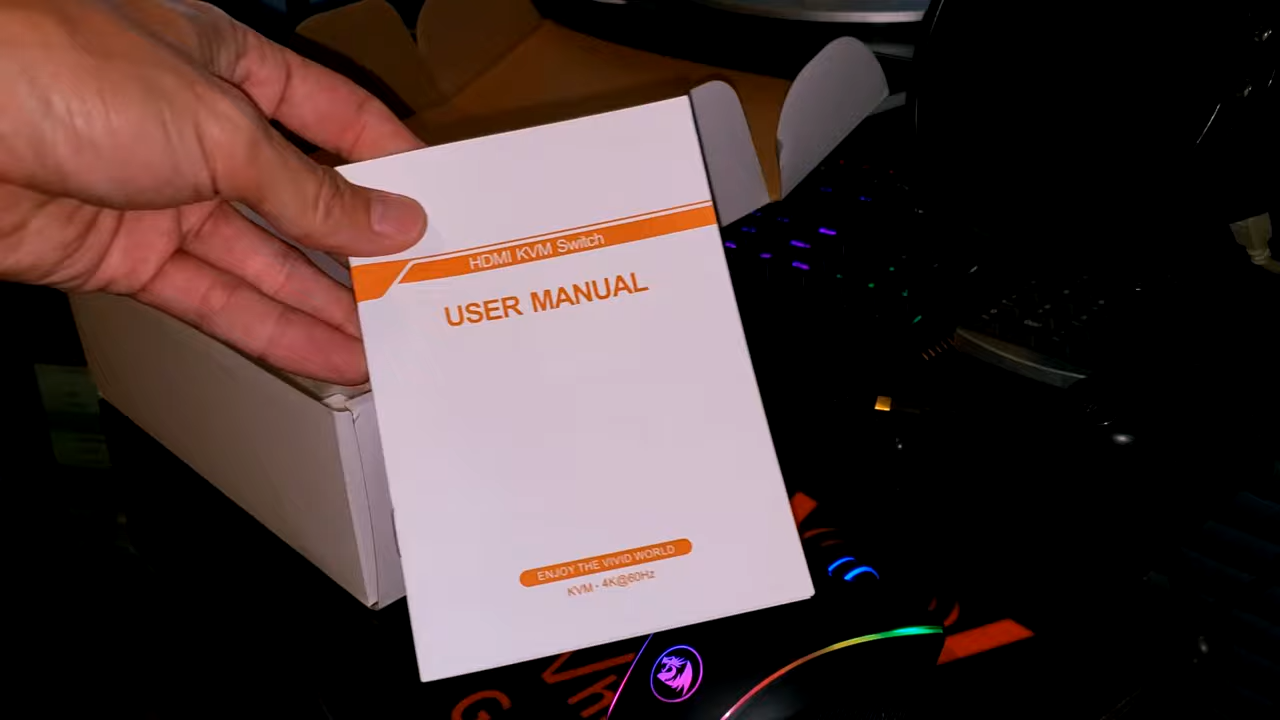 HDMI KVM Switch
USER MANUAL
ENJOY THE VIVID WORLD
KVM - 4K@60Hz